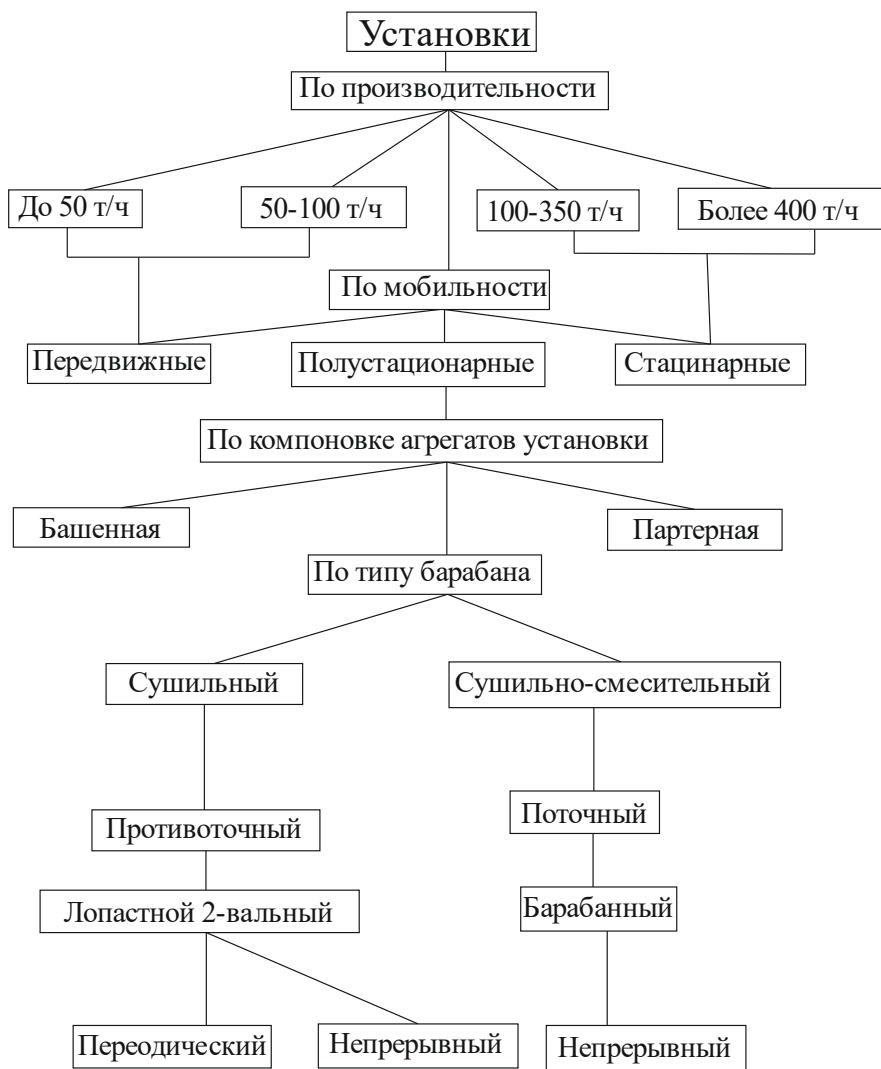 Установки
По производительности
До 50 т/ч
50-100 т/ч
100-350 т/ч
Более 400 т/ч
По мобильности
Передвижные
Полустационарные
Стацинарные
По компоновке агрегатов установки
Башенная
Партерная
По типу барабана
Сушильный
Сушильно-смесительный
Противоточный
Поточный
Лопастной 2-вальный
Барабанный
Переодический
Непрерывный
Непрерывный